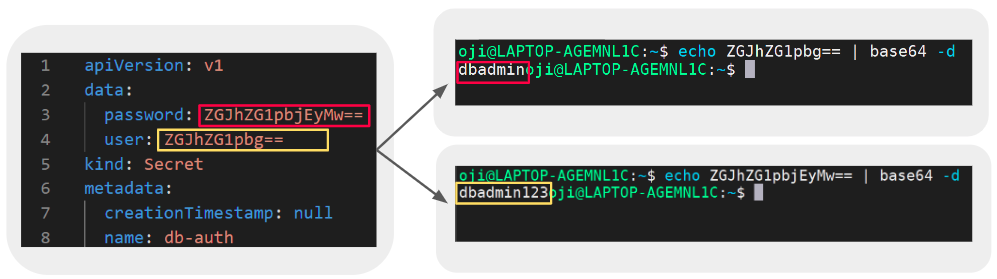 1 apiVersion: v1
2 data:
3 password: ZGJhZG1pbjEyMw==
4 user: ZGJhZG1pbg==
5 kind: Secret
6 metadata:
7 creationTimestamp: null
8 name: db-auth
oji@LAPTOP-AGEMNL1C:~$ echo ZGJhZG1pbg== | base64 -d
dbadminoji@LAPTOP-AGEMNL1C:~$
oji@LAPTOP-AGEMNL1C:~$ echo ZGJhZG1pbjEyMw== | base64 -d
dbadmin123oji@LAPTOP-AGEMNL1C:~$